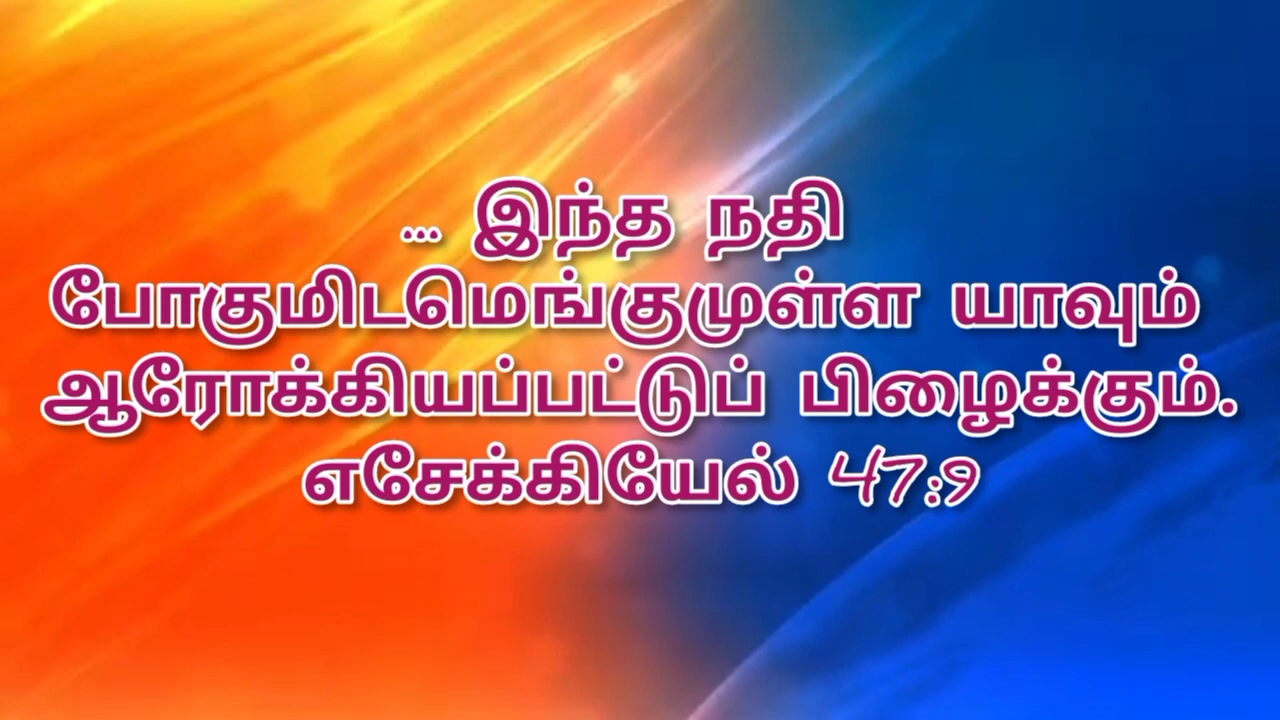 ... இந்த நதி
போகுமிடமெங்குமுள்ள யாவும்
ஆரோக்கியப்பட்டுப் பிழைக்கும்.
எசேக்கியேல் 47:9